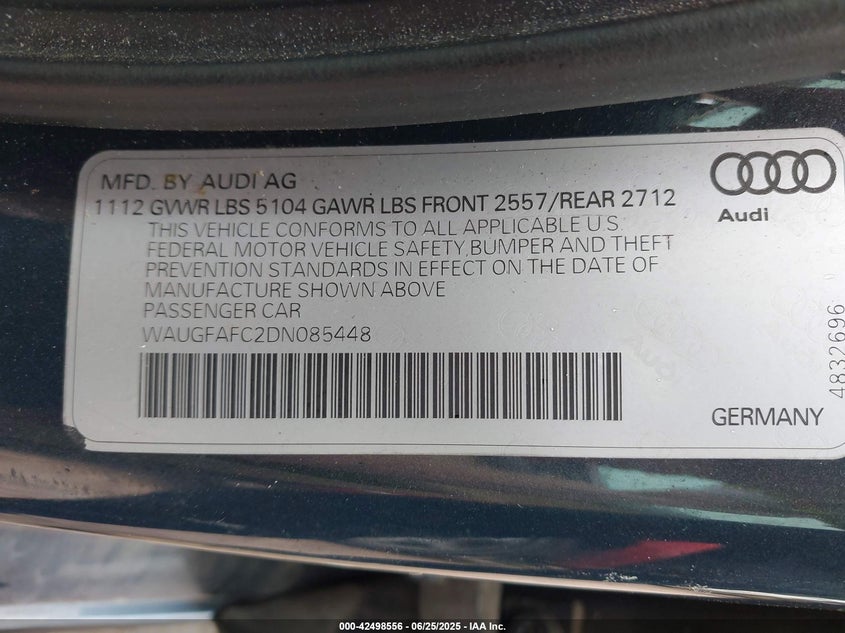 MFD. BY AUDI AG
1112 GVWR LBS 5104 GAWR LBS FRONT 2557/REAR 2712
THIS VEHICLE CONFORMS TO ALL APPLICABLE U.S.
FEDERAL MOTOR VEHICLE SAFETY, BUMPER AND THEFT
PREVENTION STANDARDS IN EFFECT ON THE DATE OF
MANUFACTURE SHOWN ABOVE
PASSENGER CAR
WAUGFAFC2DN085448
Audi
4832696
GERMANY
000-42498556 - 06/25/2025 - IAA Inc.